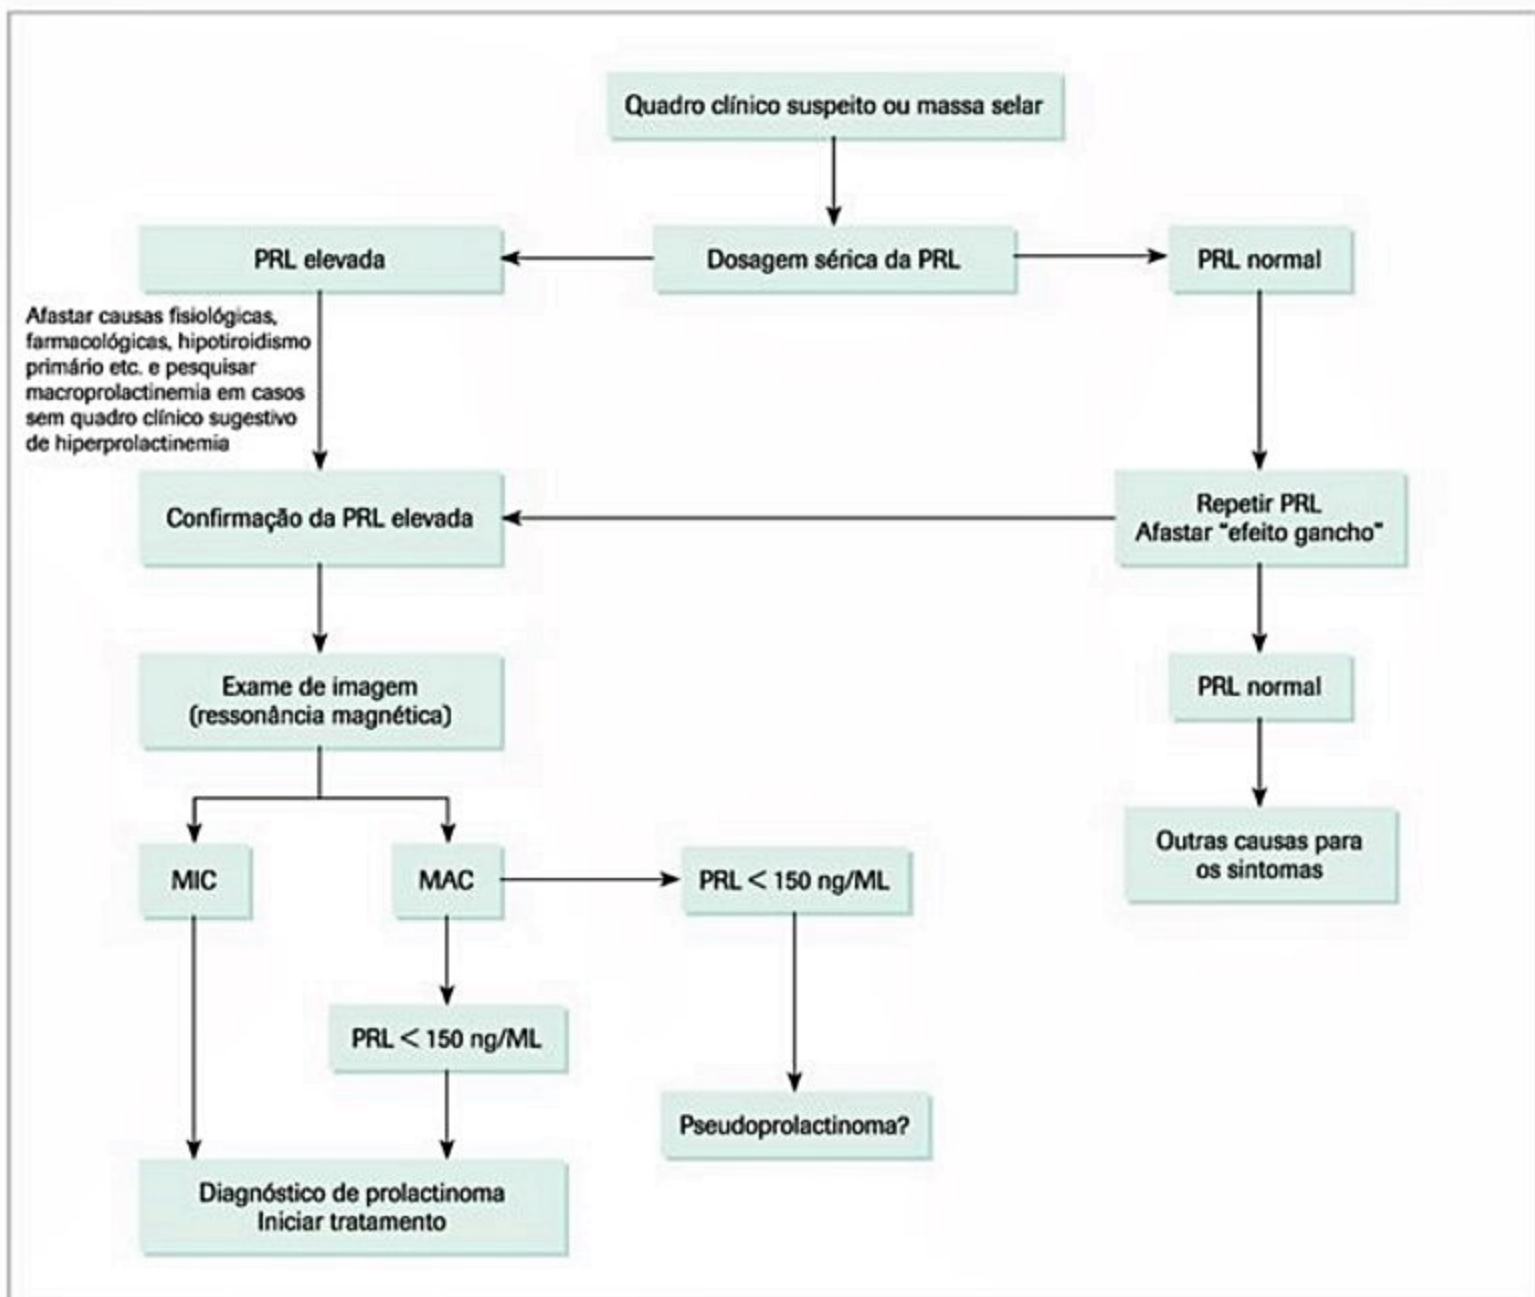 Quadro clínico suspeito ou massa selar
PRL elevada
Dosagem sérica da PRL
PRL normal
Afastar causas fisiológicas,
farmacológicas, hipotiroidismo
primário etc. e pesquisar
macroprolactinemia em casos
sem quadro clínico sugestivo
de hiperprolactinemia
Confirmação da PRL elevada
Repetir PRL
Afastar "efeito gancho"
Exame de imagem
(ressonância magnética)
PRL normal
MIC
MAC
PRL < 150 ng/ML
Outras causas para
os sintomas
PRL < 150 ng/ML
Pseudoprolactinoma?
Diagnóstico de prolactinoma
Iniciar tratamento